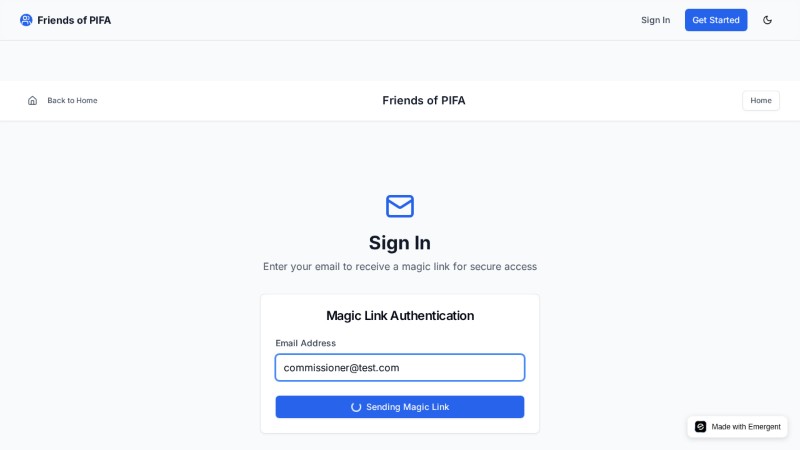 Friends of PIFA
Sign In
Get Started
Back to Home
Friends of PIFA
Home
Sign In
Enter your email to receive a magic link for secure access
Magic Link Authentication
Email Address
commissioner@test.com
Sending Magic Link
Made with Emergent